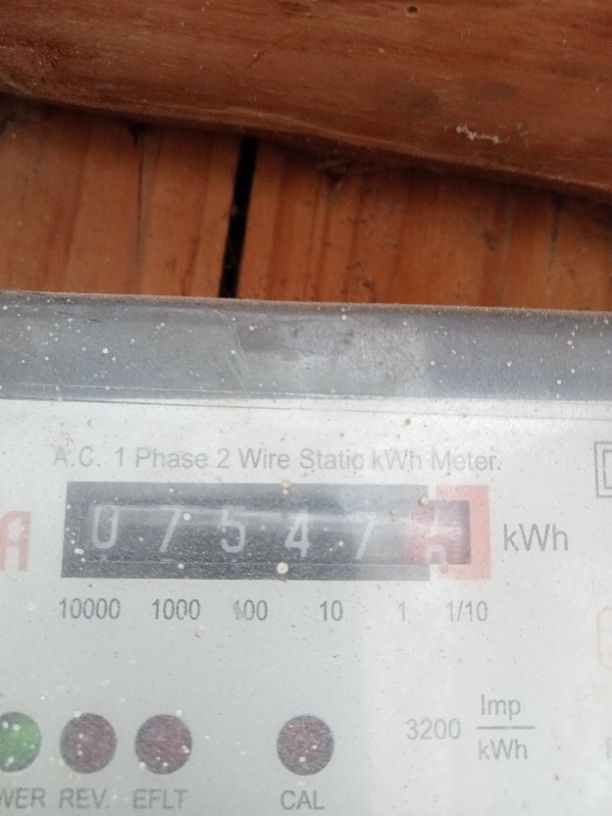 A.C. 1 Phase 2 Wire Static kWh Meter.
A
0 7 5 4 7
kWh
10000 1000 100 10 1 1/10
3200 Imp
kWh
WER REV. EFLT CAL